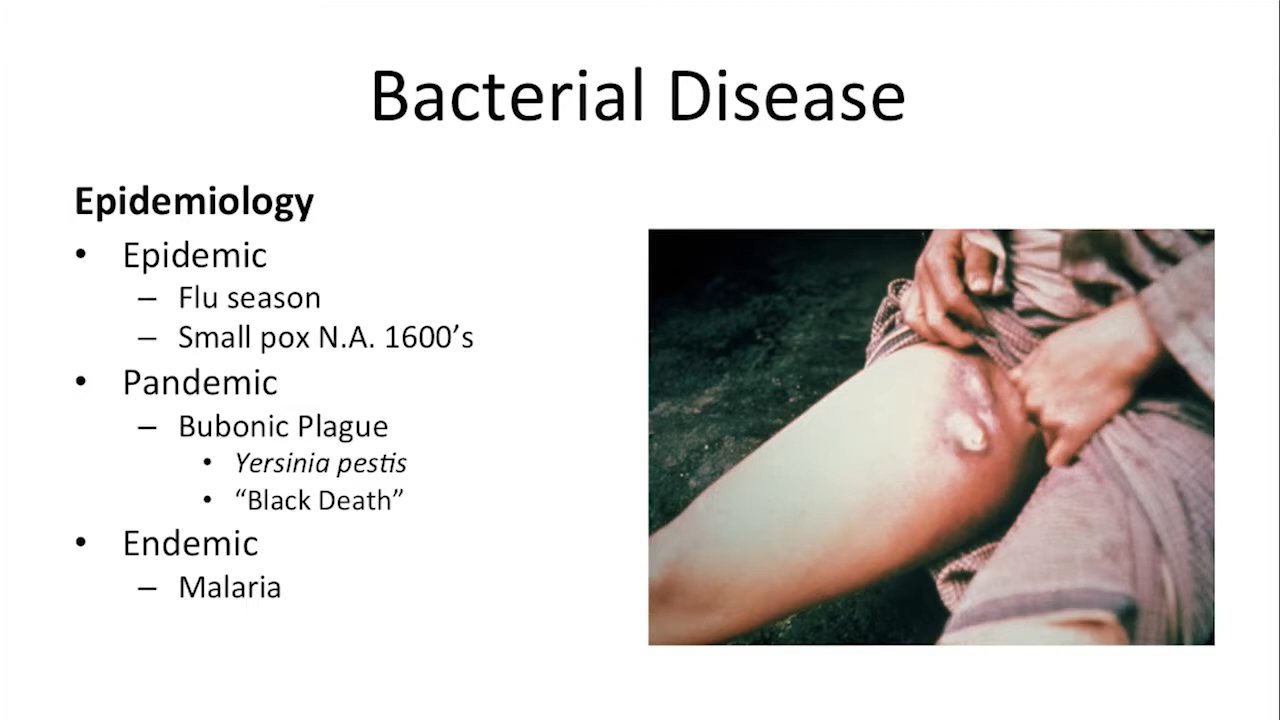 Bacterial Disease
Epidemiology
• Epidemic
– Flu season
– Small pox N.A. 1600’s
• Pandemic
– Bubonic Plague
• Yersinia pestis
• “Black Death”
• Endemic
– Malaria